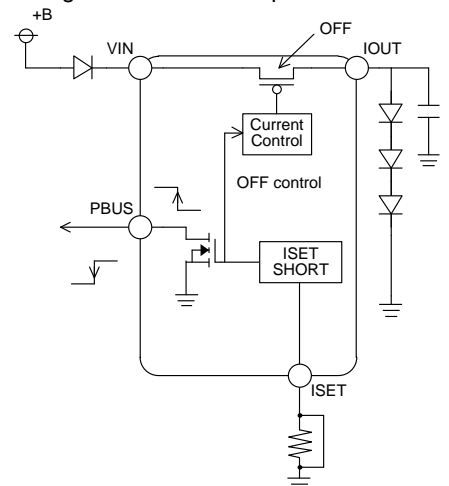 +B
OFF
VIN
IOUT
Current
Control
OFF control
PBUS
ISET
SHORT
ISET